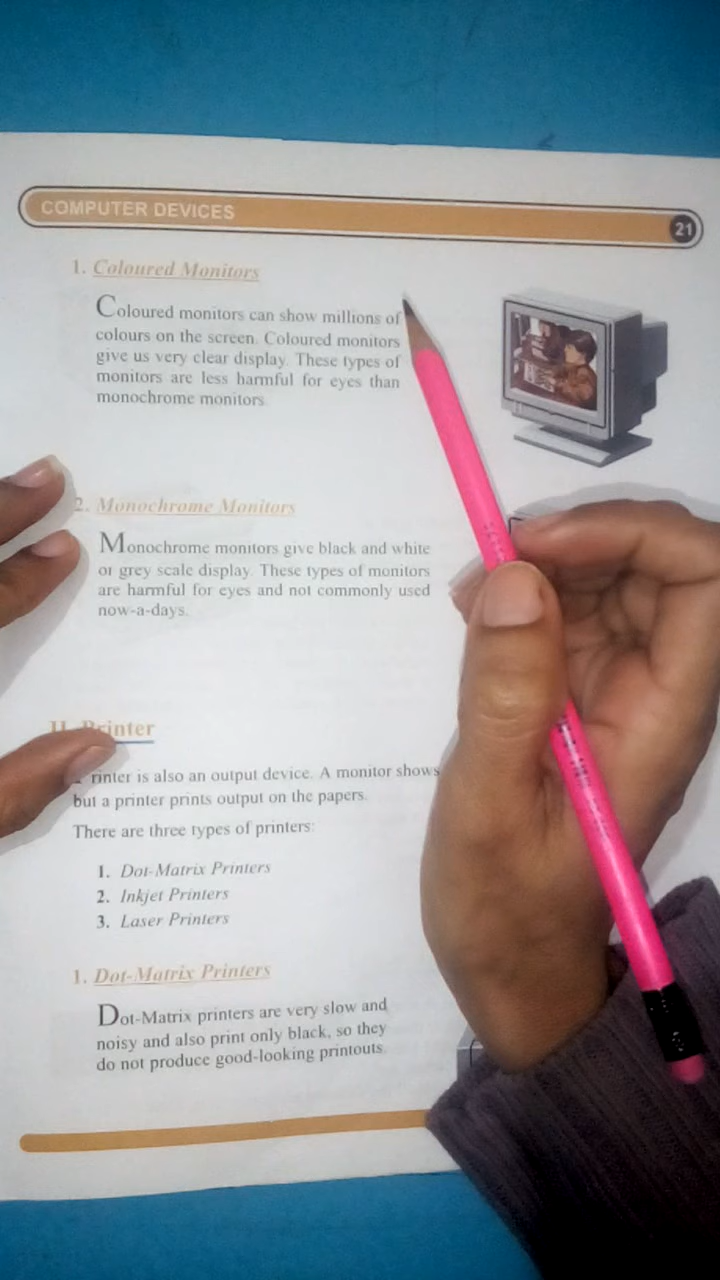 COMPUTER DEVICES
21
1. Coloured Monitors
Coloured monitors can show millions of
colours on the screen. Coloured monitors
give us very clear display. These types of
monitors are less harmful for eyes than
monochrome monitors.
2. Monochrome Monitors
Monochrome monitors give black and white
or grey scale display. These types of monitors
are harmful for eyes and not commonly used
now-a-days.
II. Printer
rinter is also an output device. A monitor shows
but a printer prints output on the papers.
There are three types of printers:
1. Dot-Matrix Printers
2. Inkjet Printers
3. Laser Printers
1. Dot-Matrix Printers
Dot-Matrix printers are very slow and
noisy and also print only black, so they
do not produce good-looking printouts.